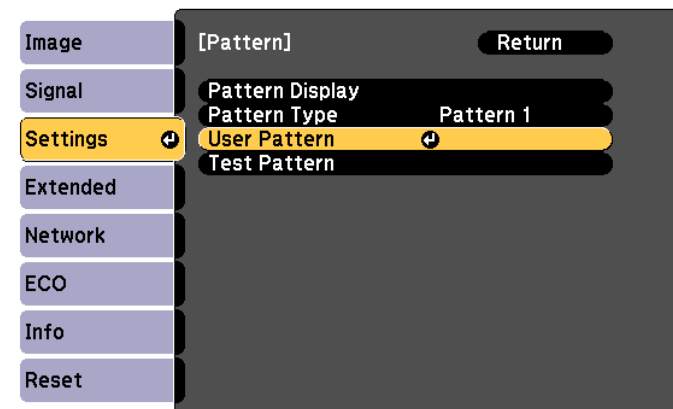 Image
Signal
Settings
Extended
Network
ECO
Info
Reset
[Pattern] Return
Pattern Display
Pattern Type Pattern 1
User Pattern
Test Pattern